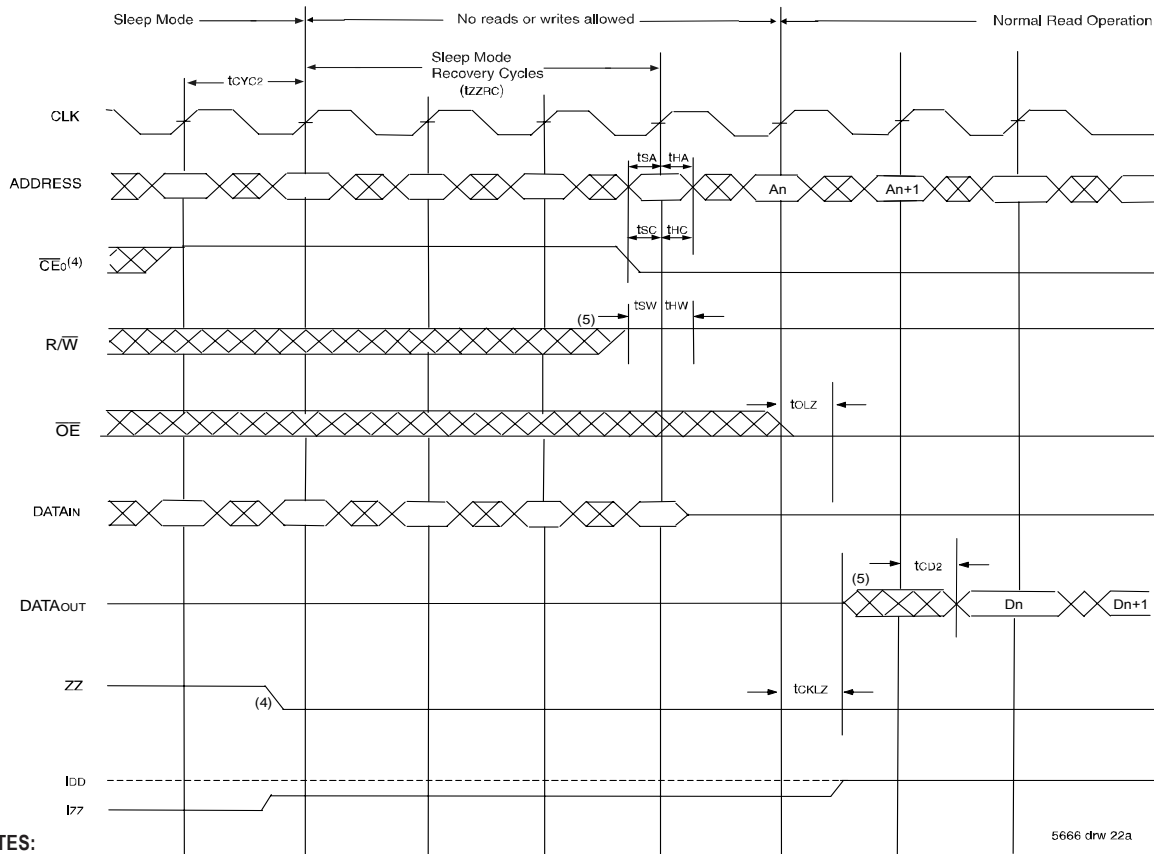 Sleep Mode No reads or writes allowed Normal Read Operation
Sleep Mode
Recovery Cycles
(tZZRC)
tCYC2
CLK
tSA tHA
ADDRESS An An+1
tSC tHC
CE0(4)
tSW tHW
(5)
R/W
tOLZ
OE
DATAIN
tCD2
(5)
DATAOUT Dn Dn+1
ZZ
(4)
tCKLZ
IDD
IZZ
5666 drw 22a
TES: